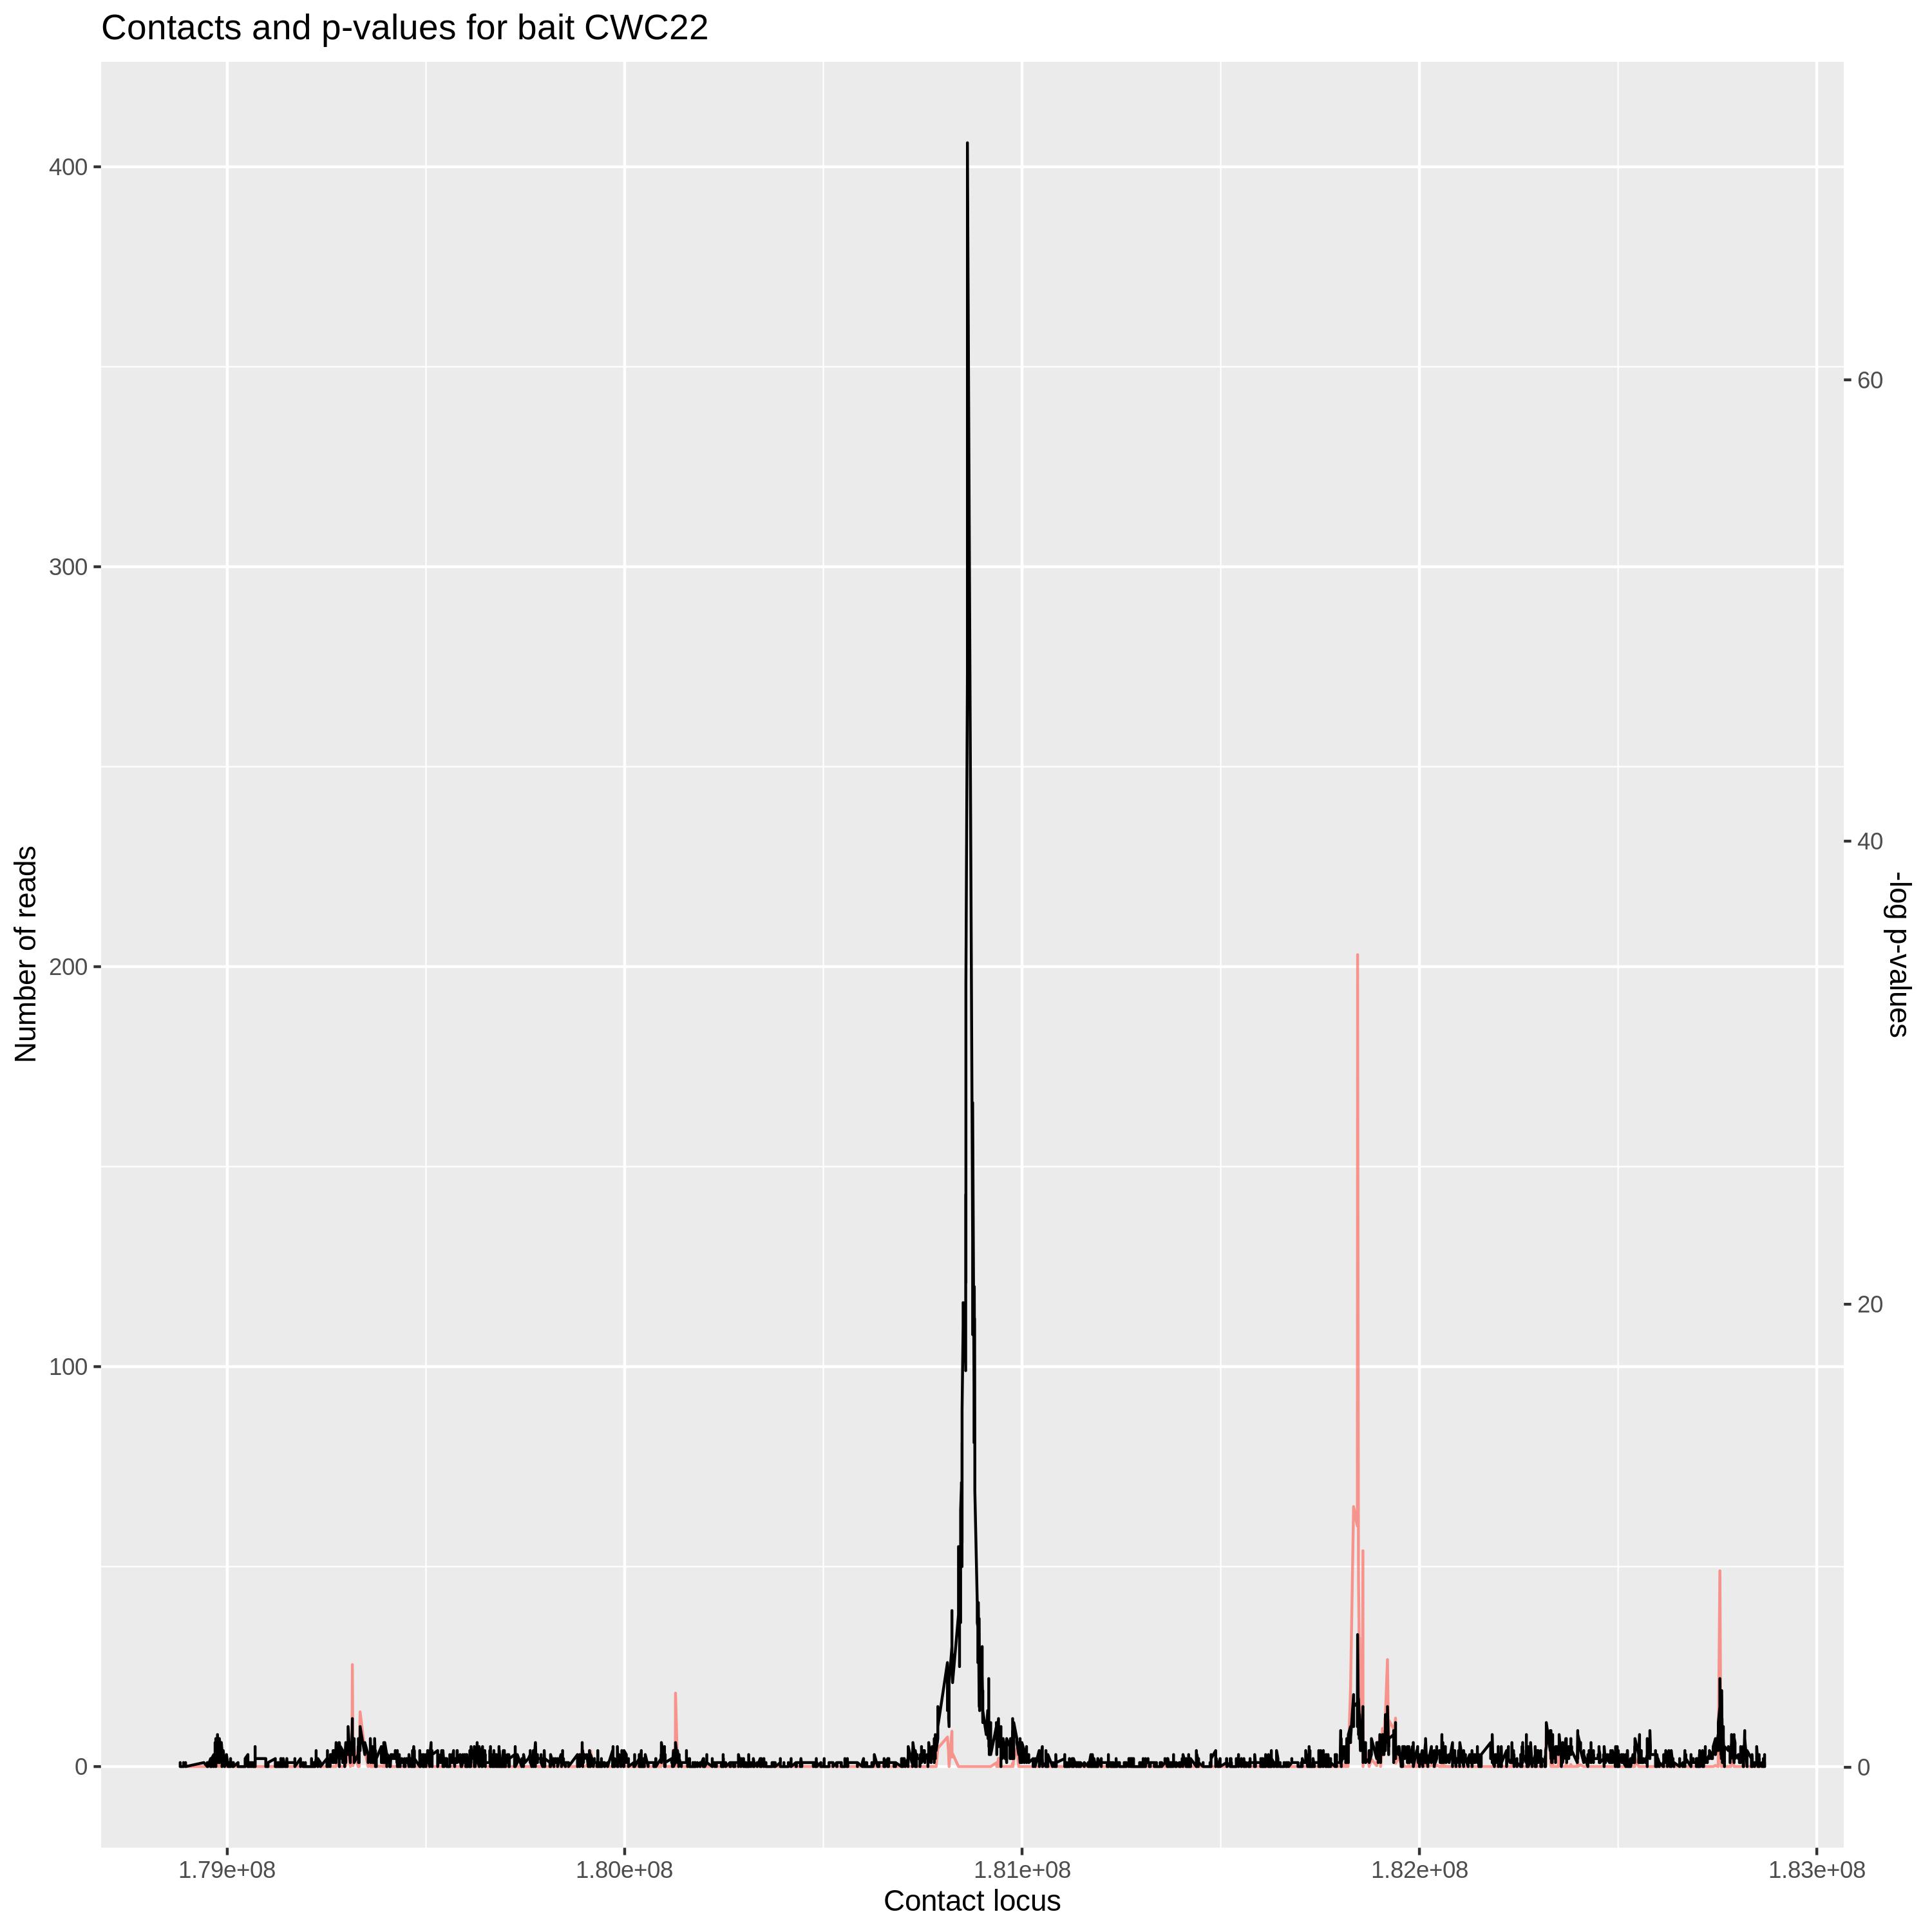 Contacts and p-values for bait CWC22
400
300
200
100
0
Number of reads
60
40
20
0
-log p-values
1.79e+08
1.80e+08
1.81e+08
1.82e+08
1.83e+08
Contact locus